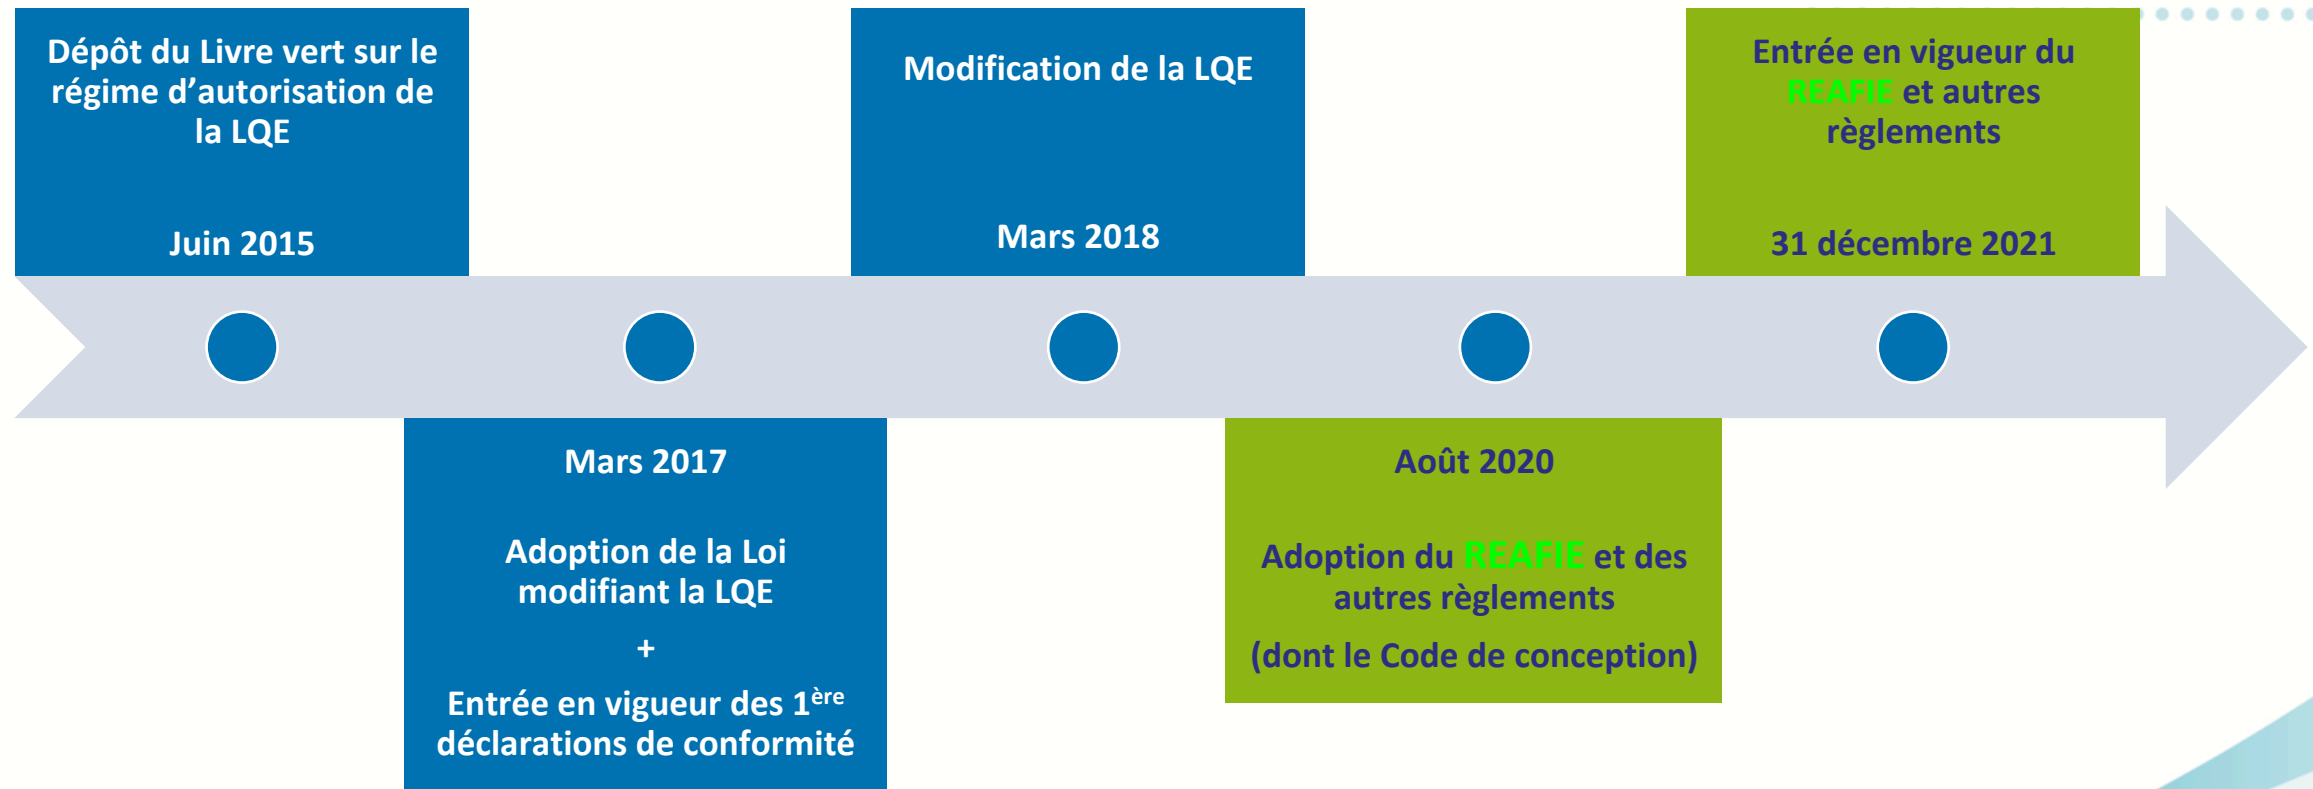 Dépôt du Livre vert sur le
régime d’autorisation de
la LQE
Juin 2015
Mars 2017
Adoption de la Loi
modifiant la LQE
+
Entrée en vigueur des 1ère
déclarations de conformité
Modification de la LQE
Mars 2018
Août 2020
Adoption du REAFIE et des
autres règlements
(dont le Code de conception)
Entrée en vigueur du
REAFIE et autres
règlements
31 décembre 2021